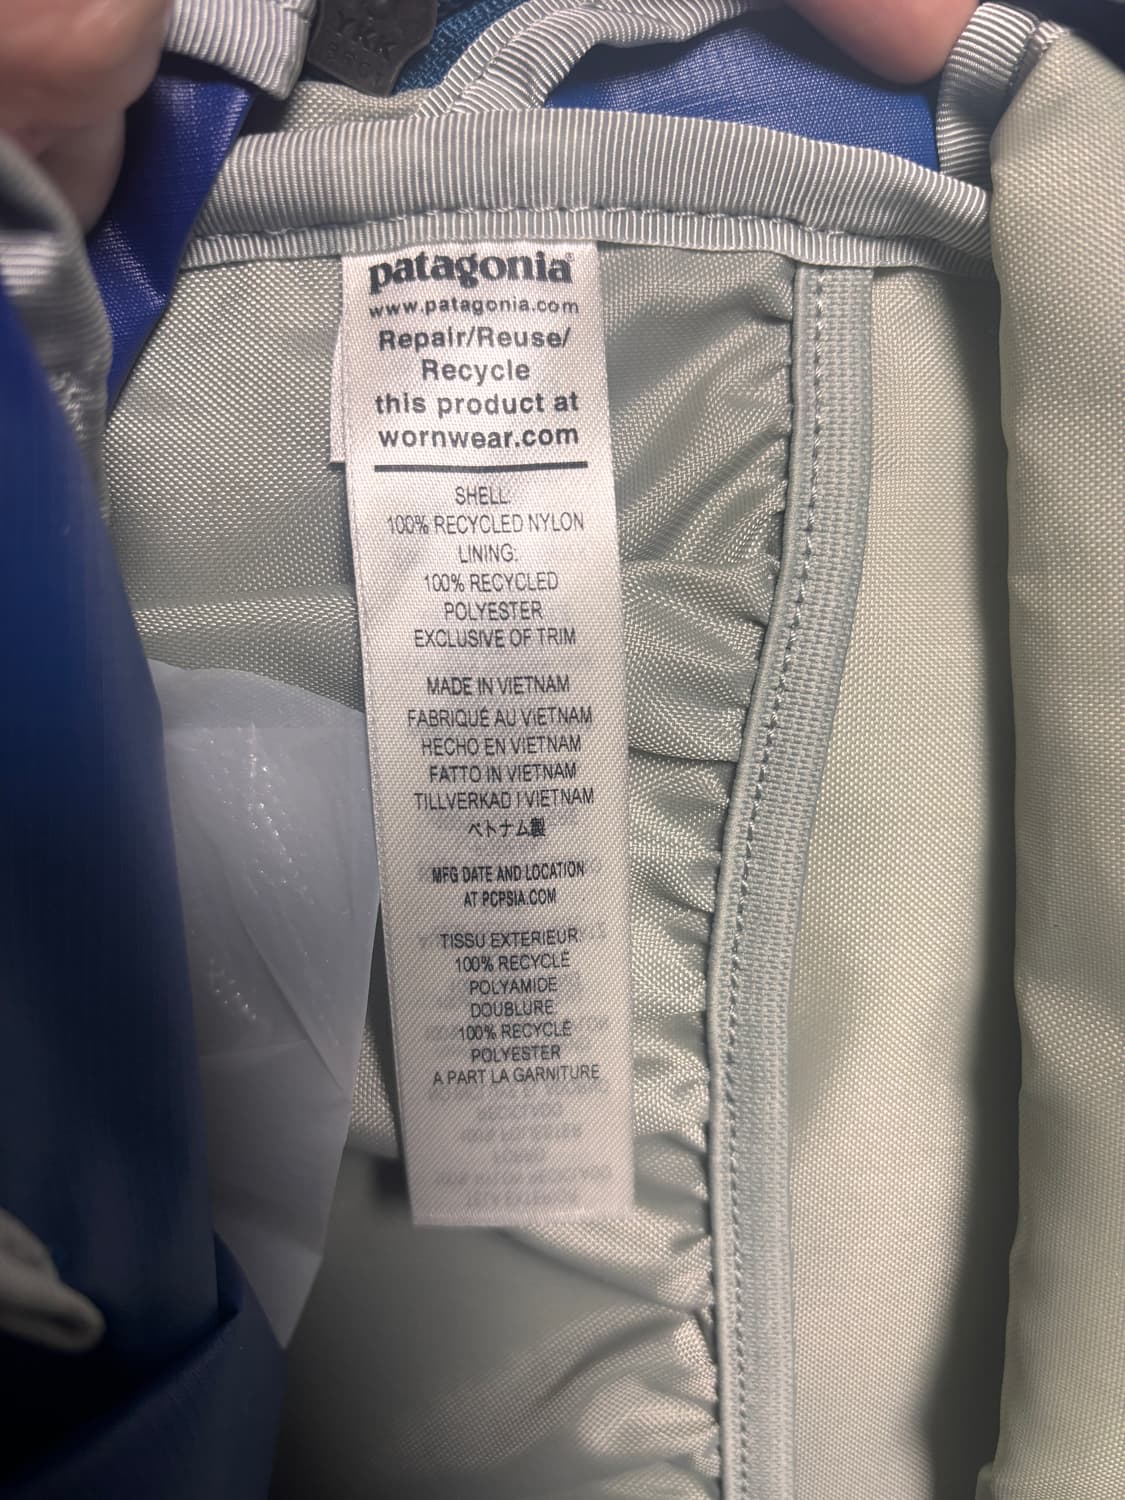 YKK
patagonia®
www.patagonia.com
Repair/Reuse/
Recycle
this product at
wornwear.com
SHELL:
100% RECYCLED NYLON
LINING:
100% RECYCLED
POLYESTER
EXCLUSIVE OF TRIM
MADE IN VIETNAM
FABRIQUÉ AU VIETNAM
HECHO EN VIETNAM
FATTO IN VIETNAM
TILLVERKAD I VIETNAM
ベトナム製
MFG DATE AND LOCATION
AT PCPSIA.COM
TISSU EXTERIEUR:
100% RECYCLÉ
POLYAMIDE
DOUBLURE
100% RECYCLÉ
POLYESTER
A PART LA GARNITURE